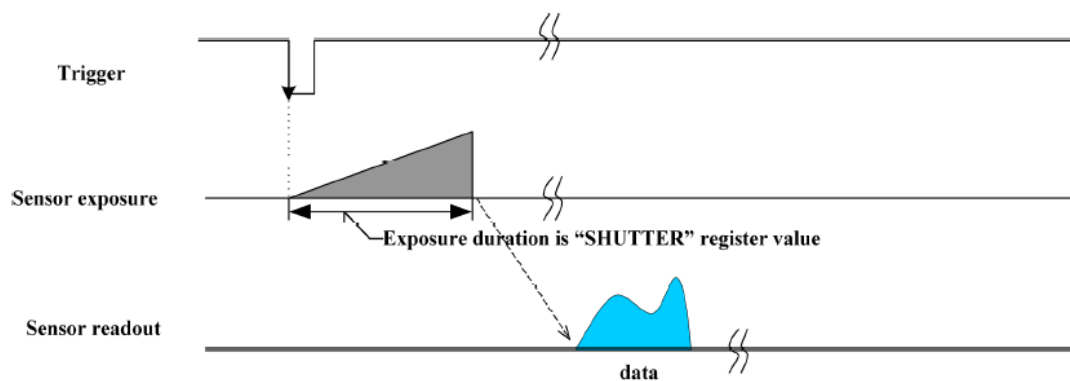 Trigger
Sensor exposure
Exposure duration is “SHUTTER” register value
Sensor readout
data